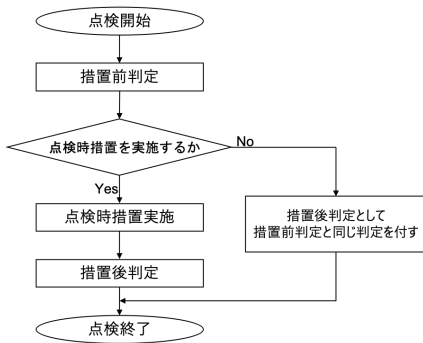 点検開始
措置前判定
点検時措置を実施するか
No
Yes
点検時措置実施
措置後判定として
措置前判定と同じ判定を付す
措置後判定
点検終了